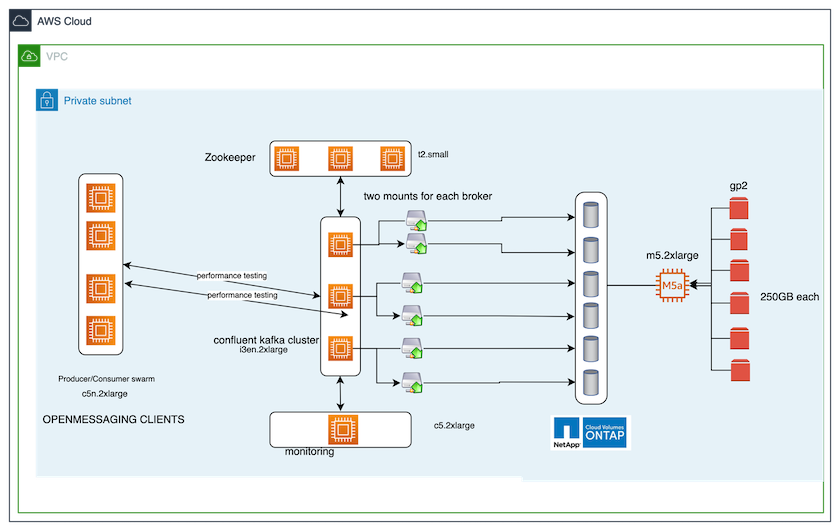 AWS Cloud
VPC
Private subnet
Zookeeper
t2.small
two mounts for each broker
gp2
m5.2xlarge
M5a
250GB each
performance testing
performance testing
confluent kafka cluster
i3en.2xlarge
Producer/Consumer swarm
c5n.2xlarge
OPENMESSAGING CLIENTS
c5.2xlarge
monitoring
NetApp
Cloud Volumes
ONTAP